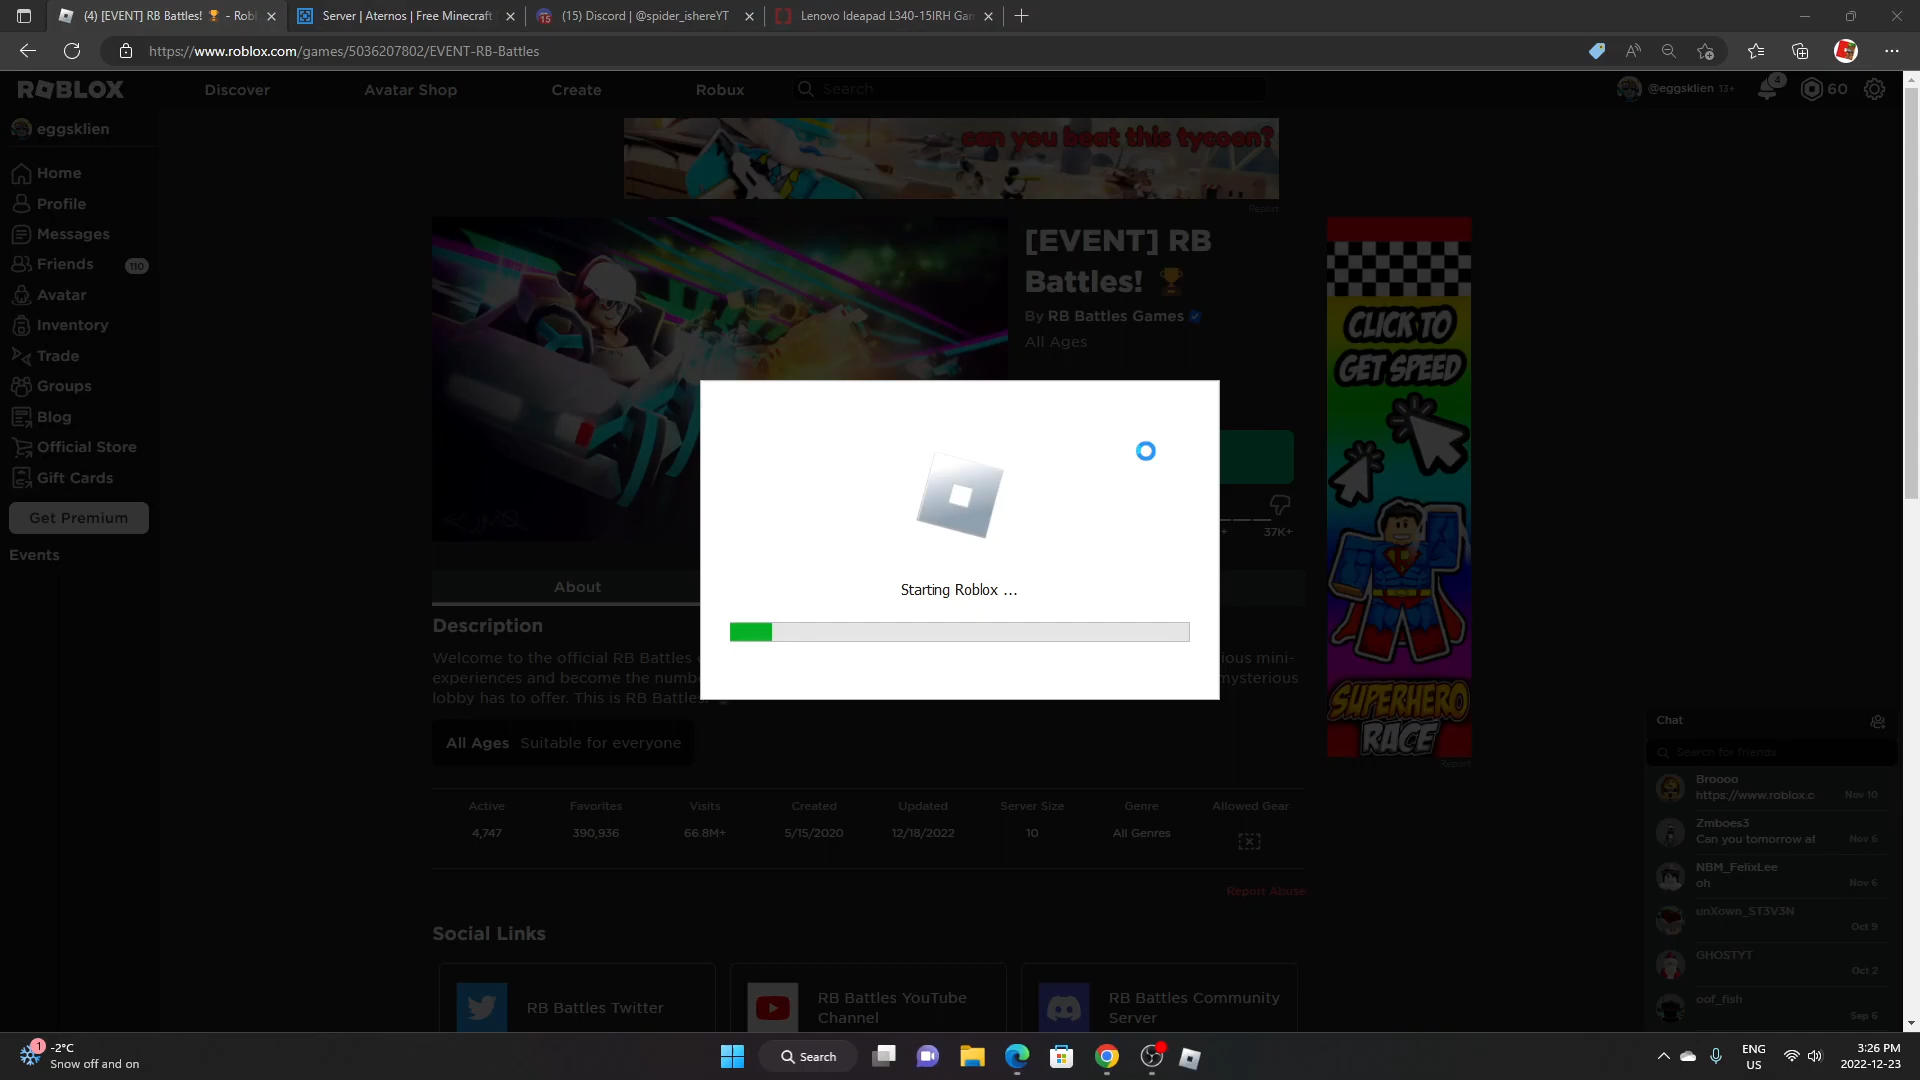 (4) [EVENT] RB Battles! 🏆 - Robl
Server | Aternos | Free Minecraft
(15) Discord | @spider_ishereYT
Lenovo Ideapad L340-15IRH Gam
https://www.roblox.com/games/5036207802/EVENT-RB-Battles
ROBLOX
Discover
Avatar Shop
Create
Robux
Search
@eggsklien 13+
4
60
eggsklien
Home
Profile
Messages
Friends
110
Avatar
Inventory
Trade
Groups
Blog
Official Store
Gift Cards
Get Premium
Events
can you beat this tycoon?
Report
[EVENT] RB
Battles! 🏆
By RB Battles Games
All Ages
37K+
Starting Roblox ...
About
Description
Welcome to the official RB Battles
ious mini-
experiences and become the numb
mysterious
lobby has to offer. This is RB Battles.
All Ages Suitable for everyone
Active
Favorites
Visits
Created
Updated
Server Size
Genre
Allowed Gear
4,747
390,936
66.8M+
5/15/2020
12/18/2022
10
All Genres
Report Abuse
Social Links
RB Battles Twitter
RB Battles YouTube
Channel
RB Battles Community
Server
CLICK TO
GET SPEED
SUPERHERO
RACE
Report
Chat
Search for friends
Broooo
https://www.roblox.c
Nov 10
Zmboes3
Can you tomorrow af
Nov 6
NBM_FelixLee
oh
Nov 6
unXown_ST3V3N
Oct 9
GHOSTYT
Oct 2
oof_fish
Sep 6
1
-2°C
Snow off and on
Search
ENG
US
3:26 PM
2022-12-23